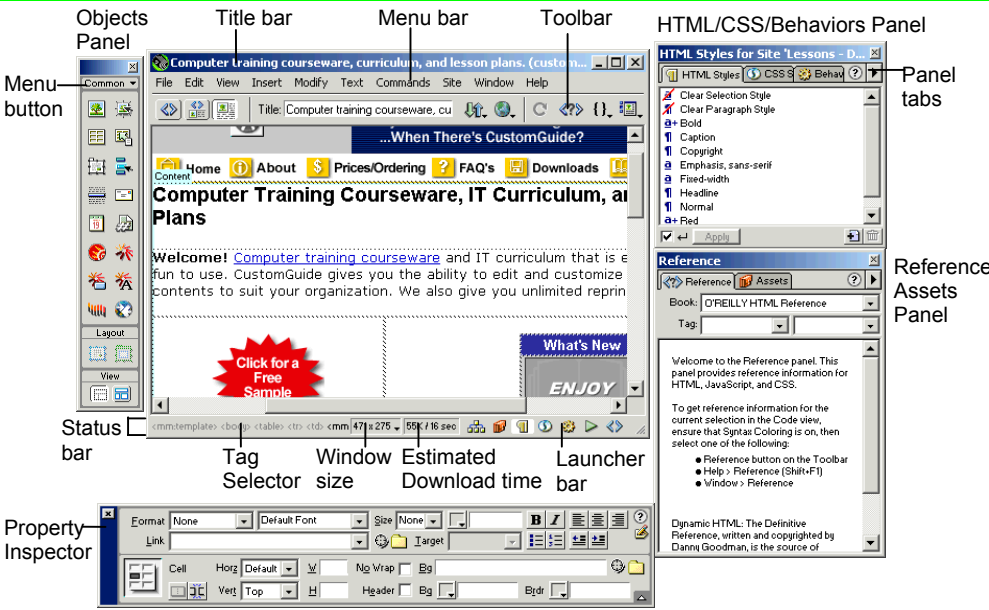 Objects
Panel
Title bar
Menu bar
Toolbar
HTML/CSS/Behaviors Panel
Menu
button
Panel
tabs
Common
Layout
View
Computer training courseware, curriculum, and lesson plans. (custom...
File Edit View Insert Modify Text Commands Site Window Help
Title: Computer training courseware, cu
...When There's CustomGuide?
Home About Prices/Ordering FAQ's Downloads
Content
Computer Training Courseware, IT Curriculum, a
Plans
Welcome! Computer training courseware and IT curriculum that is e
fun to use. CustomGuide gives you the ability to edit and customize
contents to suit your organization. We also give you unlimited reprin
Click for a
Free
Sample
What's New
ENJOY
<mm:template> <body> <table> <tr> <td> <mm 47 x 275 55K / 16 sec
Status
bar
Tag
Selector
Window
size
Estimated
Download time
Launcher
bar
HTML Styles for Site 'Lessons - D...
HTML Styles CSS S Behav
Clear Selection Style
Clear Paragraph Style
a+ Bold
¶ Caption
¶ Copyright
a Emphasis, sans-serif
a Fixed-width
¶ Headline
¶ Normal
a+ Red
Apply
Reference
Assets
Panel
Reference
Reference Assets
Book: O'REILLY HTML Reference
Tag:
Welcome to the Reference panel. This
panel provides reference information for
HTML, JavaScript, and CSS.
To get reference information for the
current selection in the Code view,
ensure that Syntax Coloring is on, then
select one of the following:
● Reference button on the Toolbar
● Help > Reference (Shift+F1)
● Window > Reference
Dynamic HTML: The Definitive
Reference, written and copyrighted by
Danny Goodman, is the source of
Property
Inspector
Format None Default Font Size None B I
Link Target
Cell Horz Default W No Wrap Bg
Vert Top H Header Bg Brdr